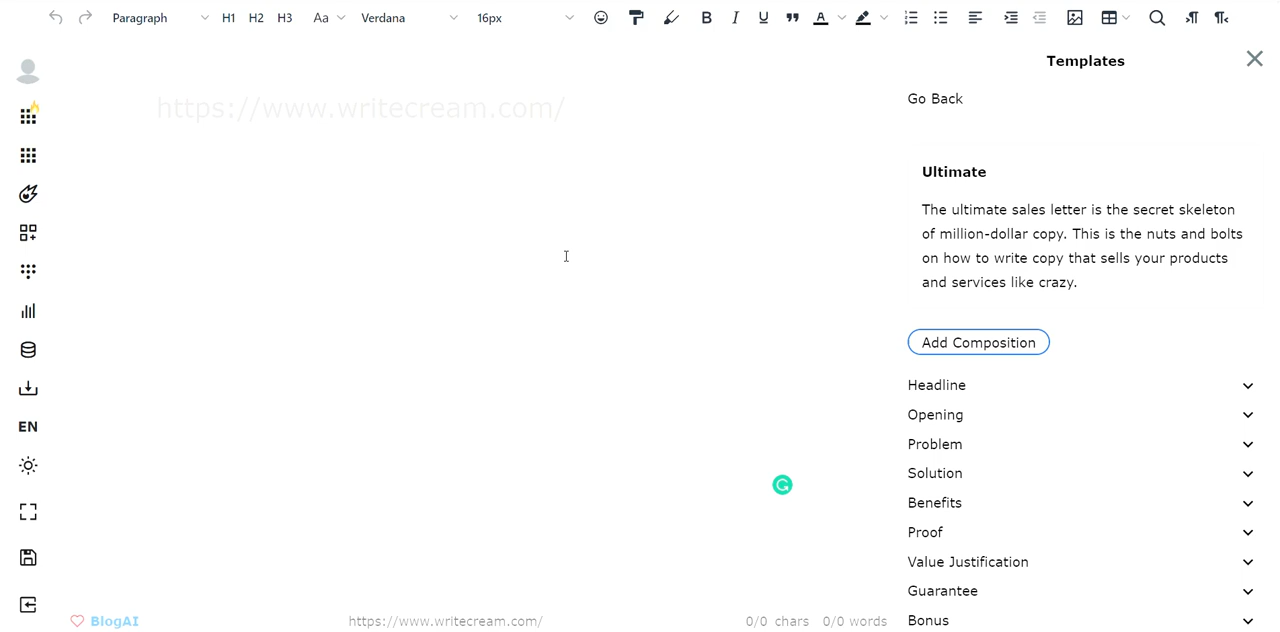 Paragraph H1 H2 H3 Aa Verdana 16px B I U A
Templates
Go Back
https://www.writecream.com/
Ultimate
The ultimate sales letter is the secret skeleton
of million-dollar copy. This is the nuts and bolts
on how to write copy that sells your products
and services like crazy.
Add Composition
Headline
Opening
EN
Problem
Solution
Benefits
Proof
Value Justification
Guarantee
Bonus
BlogAI https://www.writecream.com/ 0/0 chars 0/0 words